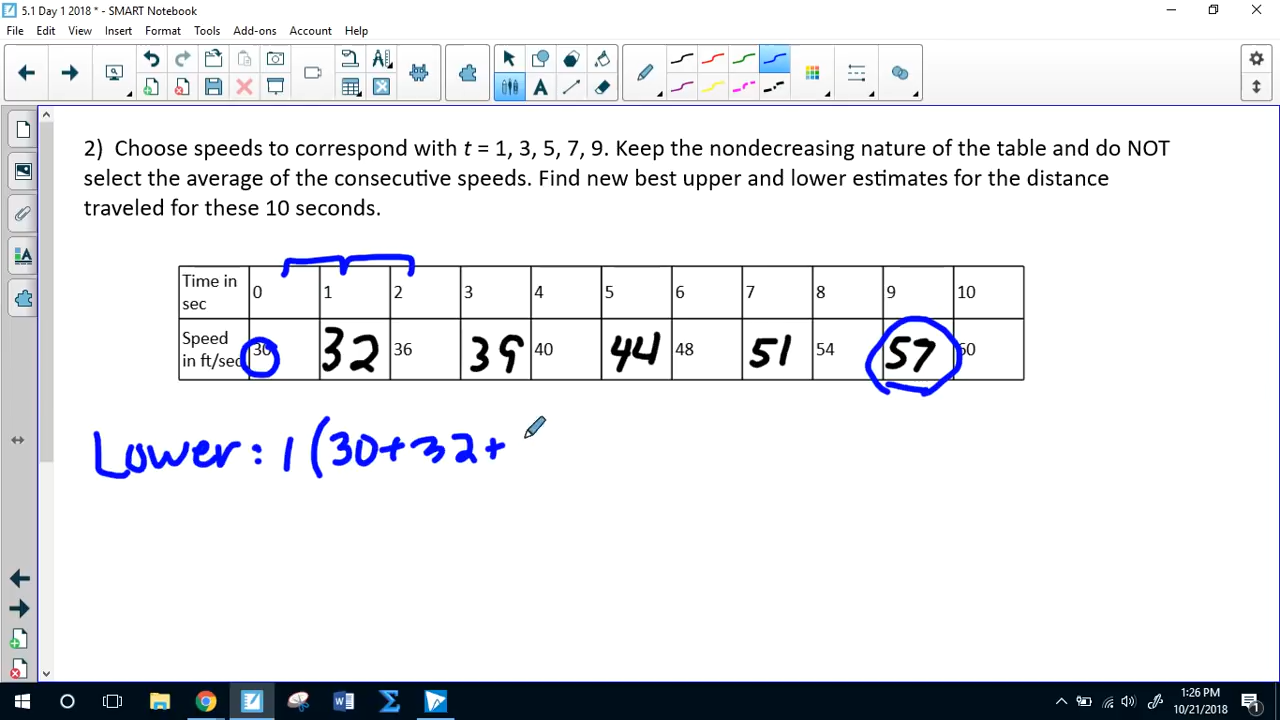 5.1 Day 1 2018 * - SMART Notebook
File Edit View Insert Format Tools Add-ons Account Help
2) Choose speeds to correspond with t = 1, 3, 5, 7, 9. Keep the nondecreasing nature of the table and do NOT
select the average of the consecutive speeds. Find new best upper and lower estimates for the distance
traveled for these 10 seconds.
Time in sec 0 1 2 3 4 5 6 7 8 9 10
Speed in ft/sec 30 32 36 39 40 44 48 51 54 57 60
Lower: 1(30+32+
1:26 PM
10/21/2018
1